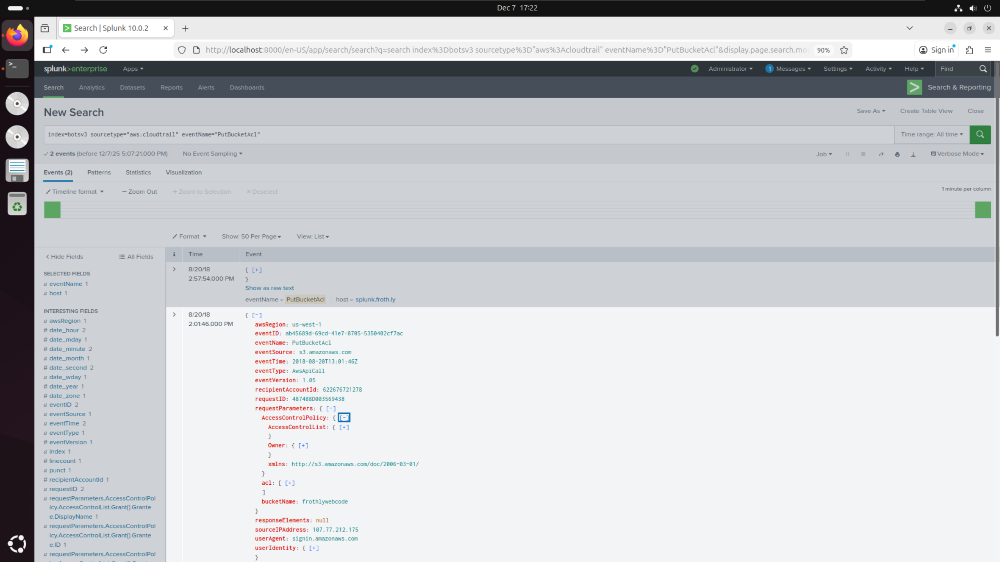 Dec 7 17:22
Search | Splunk 10.0.2
http://localhost:8000/en-US/app/search/search?q=search index%3Dbotsv3 sourcetype%3D"aws%3Acloudtrail" eventName%3D"PutBucketAcl"&display.page.search.mo
90%
Sign in
splunk>enterprise Apps
Administrator 1 Messages Settings Activity Help Find
Search Analytics Datasets Reports Alerts Dashboards
Search & Reporting
New Search
Save As Create Table View Close
index=botsv3 sourcetype="aws:cloudtrail" eventName="PutBucketAcl"
Time range: All time
2 events (before 12/7/25 5:07:21.000 PM) No Event Sampling
Job Verbose Mode
Events (2) Patterns Statistics Visualization
Timeline format — Zoom Out + Zoom to Selection × Deselect
1 minute per column
Format Show: 50 Per Page View: List
< Hide Fields All Fields
i Time Event
SELECTED FIELDS
a eventName 1
a host 1
INTERESTING FIELDS
a awsRegion 1
# date_hour 2
# date_mday 1
# date_minute 2
a date_month 1
# date_second 2
a date_wday 1
# date_year 1
# date_zone 1
a eventID 2
a eventSource 1
a eventTime 2
a eventType 1
# eventVersion 1
a index 1
# linecount 1
a punct 1
# recipientAccountId 1
a requestID 2
a requestParameters.AccessControlPol
icy.AccessControlList.Grant{}.Grante
e.DisplayName 1
a requestParameters.AccessControlPol
icy.AccessControlList.Grant{}.Grante
e.ID 1
a requestParameters.AccessControlPol
> 8/20/18
2:57:54.000 PM
{ [+]
}
Show as raw text
eventName = PutBucketAcl host = splunk.froth.ly
> 8/20/18
2:01:46.000 PM
{ [-]
awsRegion: us-west-1
eventID: ab45689d-69cd-41e7-8705-5350402cf7ac
eventName: PutBucketAcl
eventSource: s3.amazonaws.com
eventTime: 2018-08-20T13:01:46Z
eventType: AwsApiCall
eventVersion: 1.05
recipientAccountId: 622676721278
requestID: 487488D003569438
requestParameters: { [-]
AccessControlPolicy: { [-]
AccessControlList: { [+]
}
Owner: { [+]
}
xmlns: http://s3.amazonaws.com/doc/2006-03-01/
}
acl: [ [+]
]
bucketName: frothlywebcode
}
responseElements: null
sourceIPAddress: 107.77.212.175
userAgent: signin.amazonaws.com
userIdentity: { [+]
}